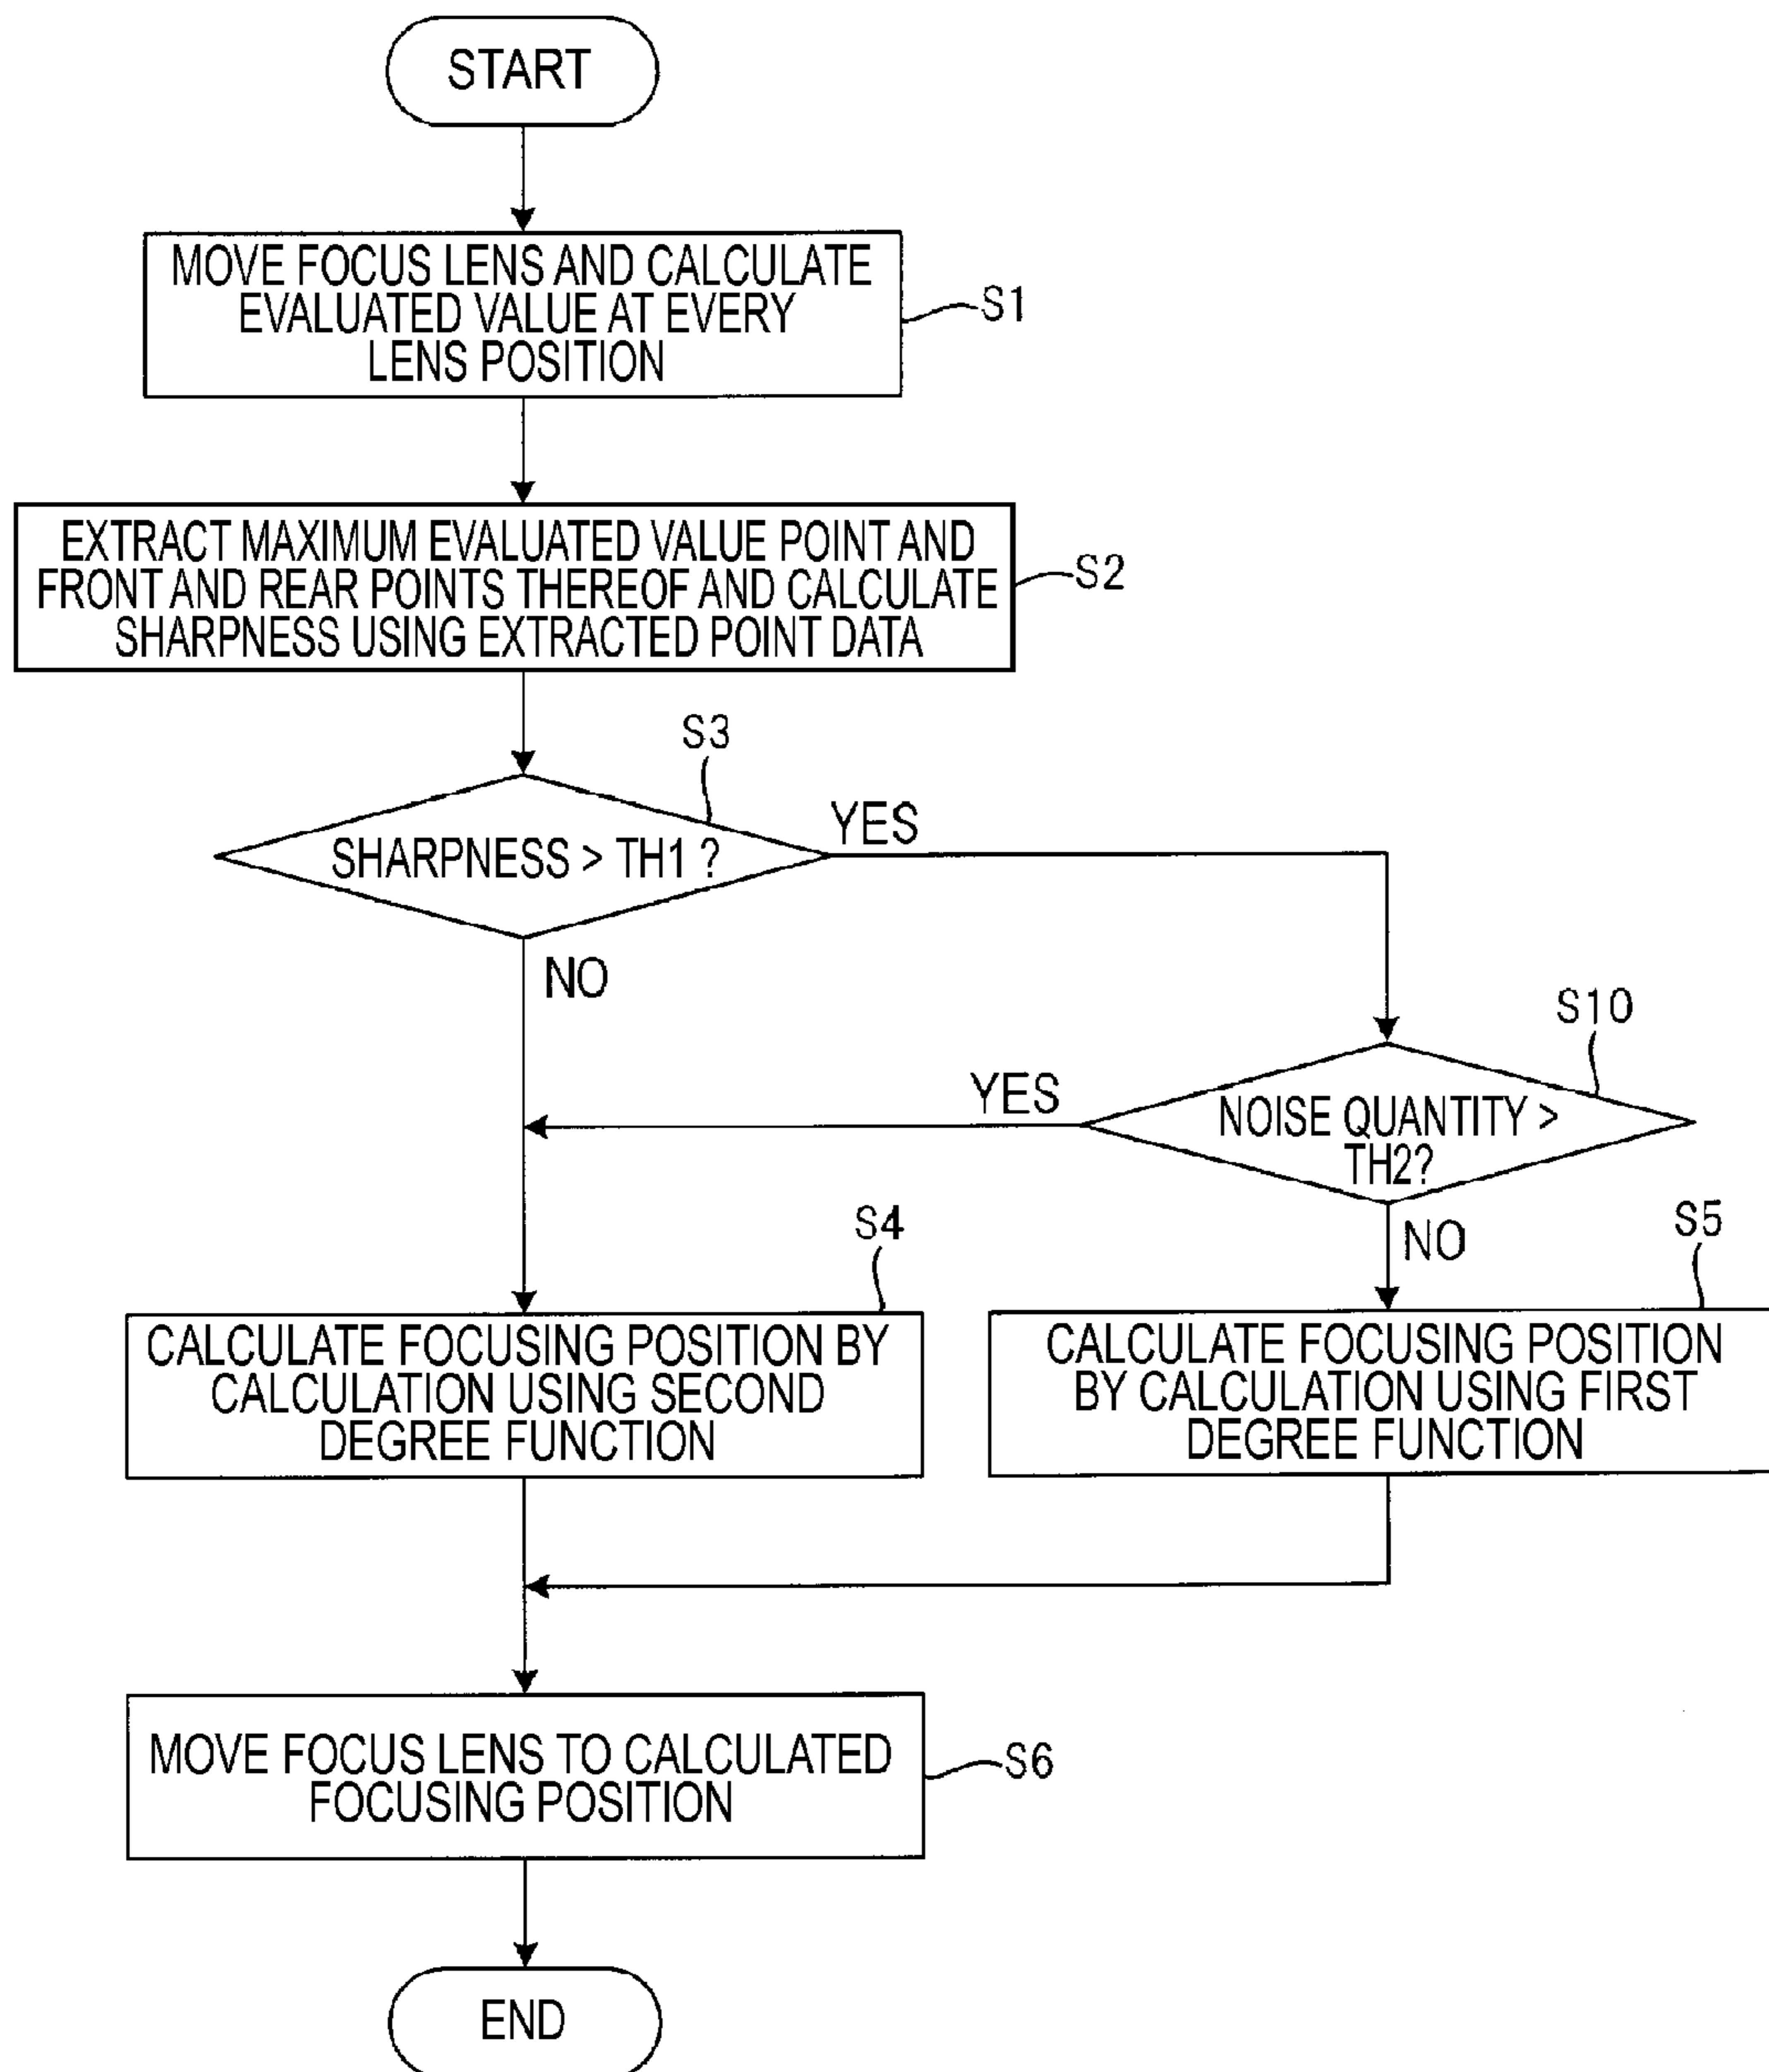 START
MOVE FOCUS LENS AND CALCULATE
EVALUATED VALUE AT EVERY
LENS POSITION
S1
EXTRACT MAXIMUM EVALUATED VALUE POINT AND
FRONT AND REAR POINTS THEREOF AND CALCULATE
SHARPNESS USING EXTRACTED POINT DATA
S2
S3
SHARPNESS > TH1 ?
YES
NO
S10
YES
NOISE QUANTITY >
TH2?
NO
S4
CALCULATE FOCUSING POSITION BY
CALCULATION USING SECOND
DEGREE FUNCTION
S5
CALCULATE FOCUSING POSITION
BY CALCULATION USING FIRST
DEGREE FUNCTION
MOVE FOCUS LENS TO CALCULATED
FOCUSING POSITION
S6
END